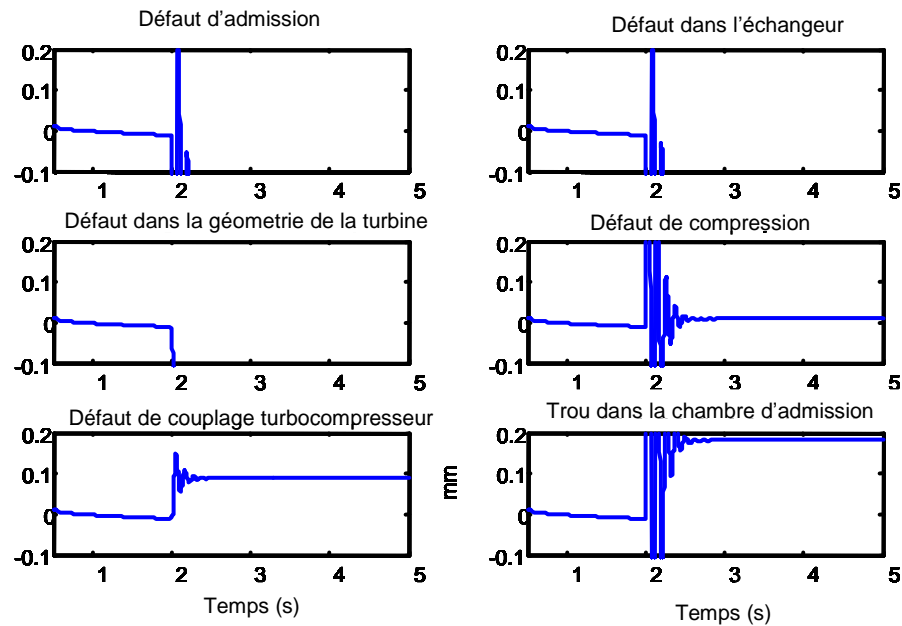 Défaut d'admission
0.2
0.1
0
-0.1
1 2 3 4 5
Défaut dans l'échangeur
0.2
0.1
0
-0.1
1 2 3 4 5
Défaut dans la géometrie de la turbine
0.2
0.1
0
-0.1
1 2 3 4 5
Défaut de compression
0.2
0.1
0
-0.1
1 2 3 4 5
Défaut de couplage turbocompresseur
0.2
0.1
0
-0.1
1 2 3 4 5
Temps (s)
Trou dans la chambre d'admission
mm
0.2
0.1
0
-0.1
1 2 3 4 5
Temps (s)